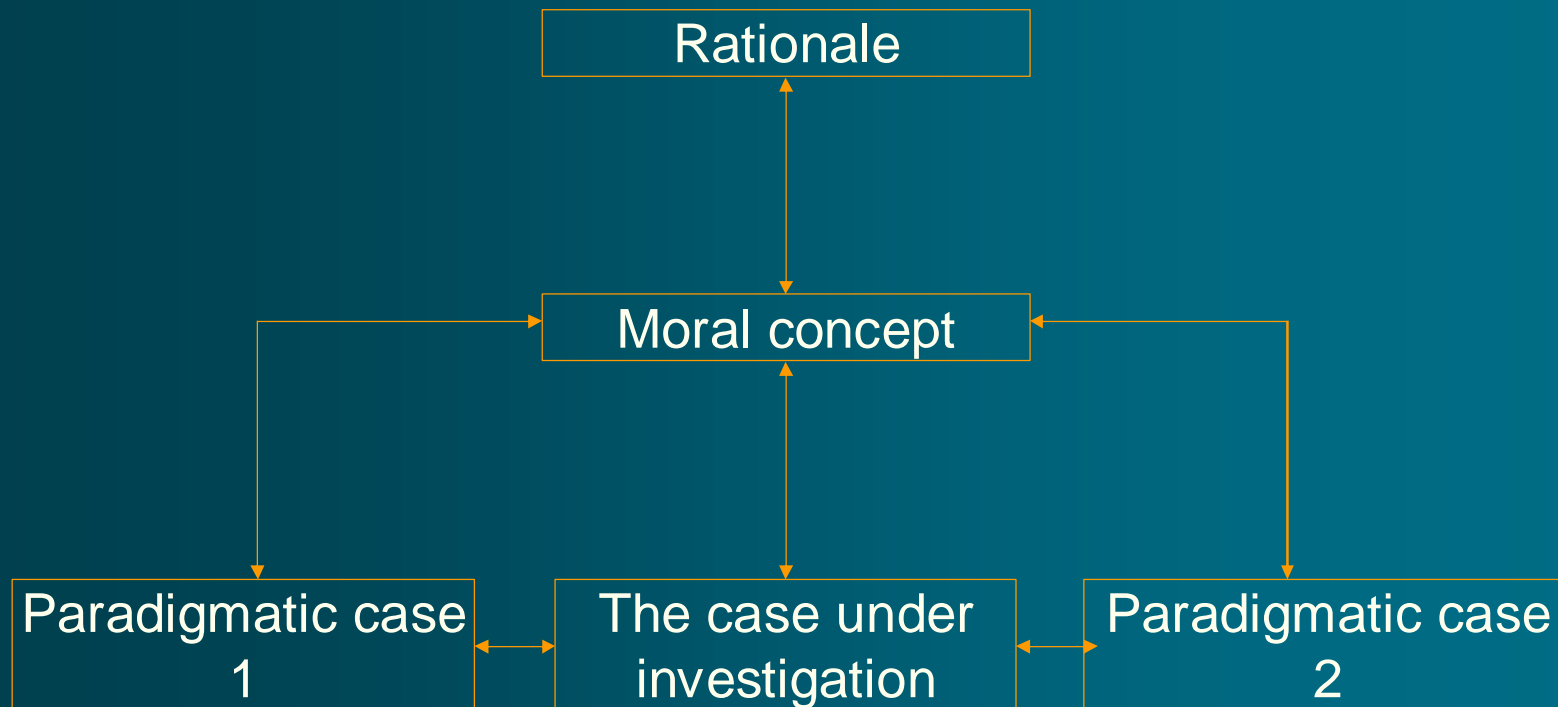 Rationale
Moral concept
Paradigmatic case
1
The case under
investigation
Paradigmatic case
2